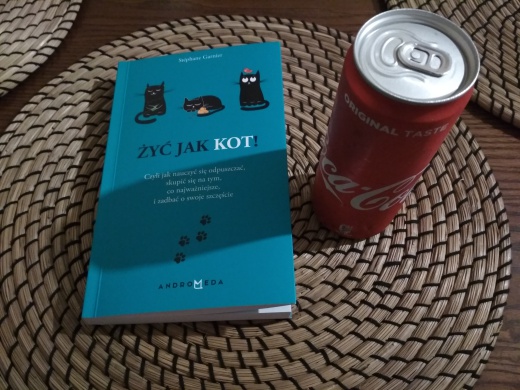 Stephane Garnier
ŻYĆ JAK KOT!
Czyli jak nauczyć się odpuszczać,
skupić się na tym,
co najważniejsze,
i zadbać o swoje szczęście
ANDROMEDA
ORIGINAL TASTE
Coca-Cola